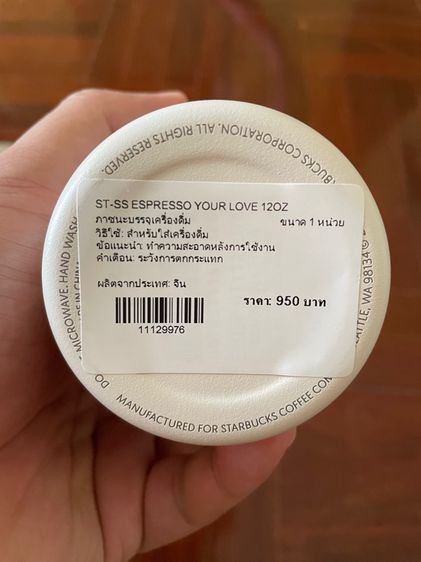 ST-SS ESPRESSO YOUR LOVE 12OZ
ภาชนะบรรจุเครื่องดื่ม ขนาด 1 หน่วย
วิธีใช้: สำหรับใส่เครื่องดื่ม
ข้อแนะนำ: ทำความสะอาดหลังการใช้งาน
คำเตือน: ระวังการตกกระแทก
ผลิตจากประเทศ: จีน
ราคา: 950 บาท
11129976
MANUFACTURED FOR STARBUCKS COFFEE
WA 98134
CORPORATION. ALL RIGHTS RESERVED.
MICROWAVE. HAND WASH